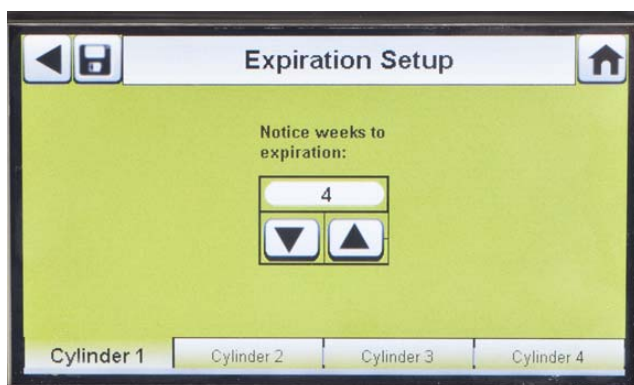 Expiration Setup
Notice weeks to
expiration:
4
Cylinder 1
Cylinder 2
Cylinder 3
Cylinder 4